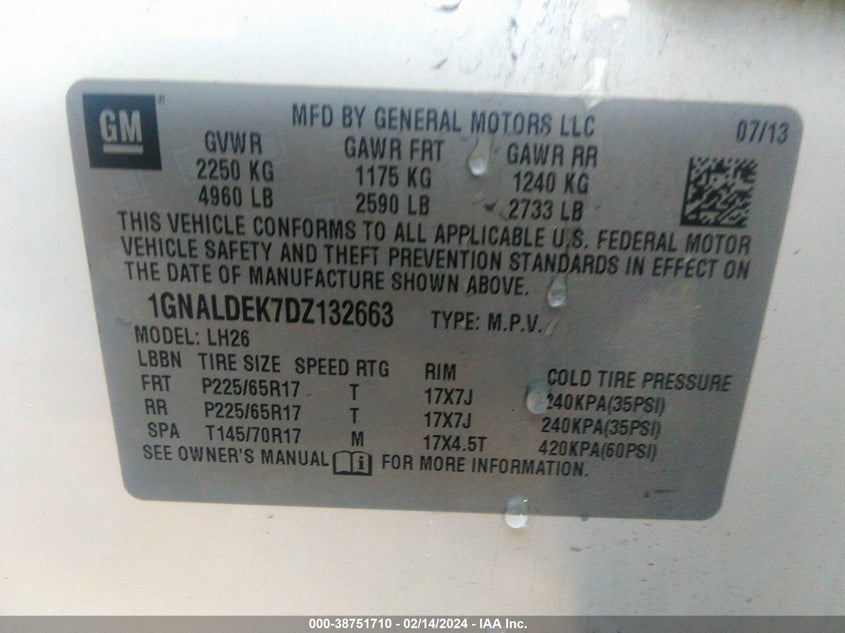 GM ®
MFD BY GENERAL MOTORS LLC 07/13
GVWR GAWR FRT GAWR RR
2250 KG 1175 KG 1240 KG
4960 LB 2590 LB 2733 LB
THIS VEHICLE CONFORMS TO ALL APPLICABLE U.S. FEDERAL MOTOR
VEHICLE SAFETY AND THEFT PREVENTION STANDARDS IN EFFECT ON
THE DATE OF MANUFACTURE SHOWN ABOVE.
1GNALDEK7DZ132663 TYPE: M.P.V.
MODEL: LH26
LBBN TIRE SIZE SPEED RTG RIM COLD TIRE PRESSURE
FRT P225/65R17 T 17X7J 240KPA(35PSI)
RR P225/65R17 T 17X7J 240KPA(35PSI)
SPA T145/70R17 M 17X4.5T 420KPA(60PSI)
SEE OWNER'S MANUAL i FOR MORE INFORMATION.
000-38751710 - 02/14/2024 - IAA Inc.